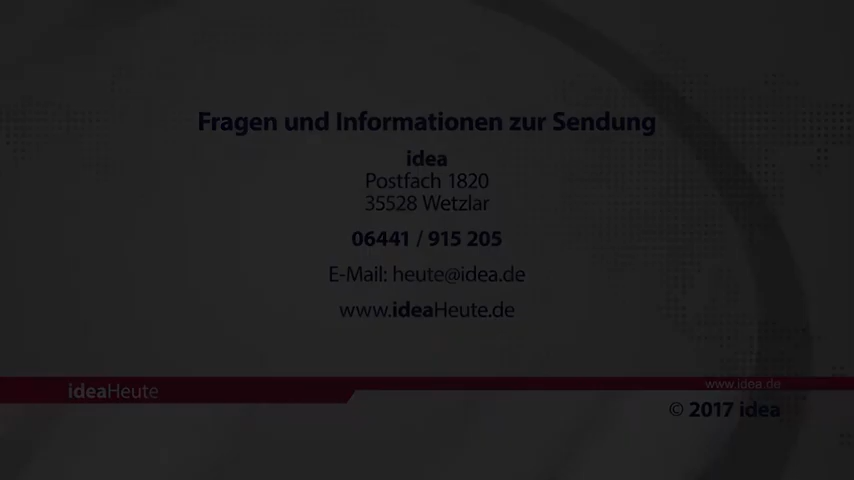 Fragen und Informationen zur Sendung
idea
Postfach 1820
35528 Wetzlar
06441 / 915 205
E-Mail: heute@idea.de
www.ideaHeute.de
ideaHeute
www.idea.de
© 2017 idea